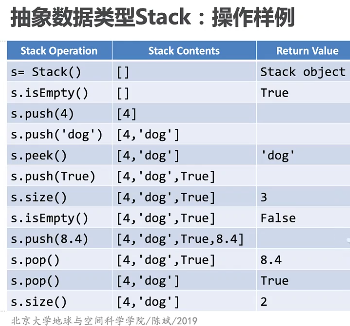 抽象数据类型Stack：操作样例
Stack Operation Stack Contents Return Value
s= Stack() [] Stack object
s.isEmpty() [] True
s.push(4) [4]
s.push('dog') [4,'dog']
s.peek() [4,'dog'] 'dog'
s.push(True) [4,'dog',True]
s.size() [4,'dog',True] 3
s.isEmpty() [4,'dog',True] False
s.push(8.4) [4,'dog',True,8.4]
s.pop() [4,'dog',True] 8.4
s.pop() [4,'dog'] True
s.size() [4,'dog'] 2
北京大学地球与空间科学学院/陈斌/2019